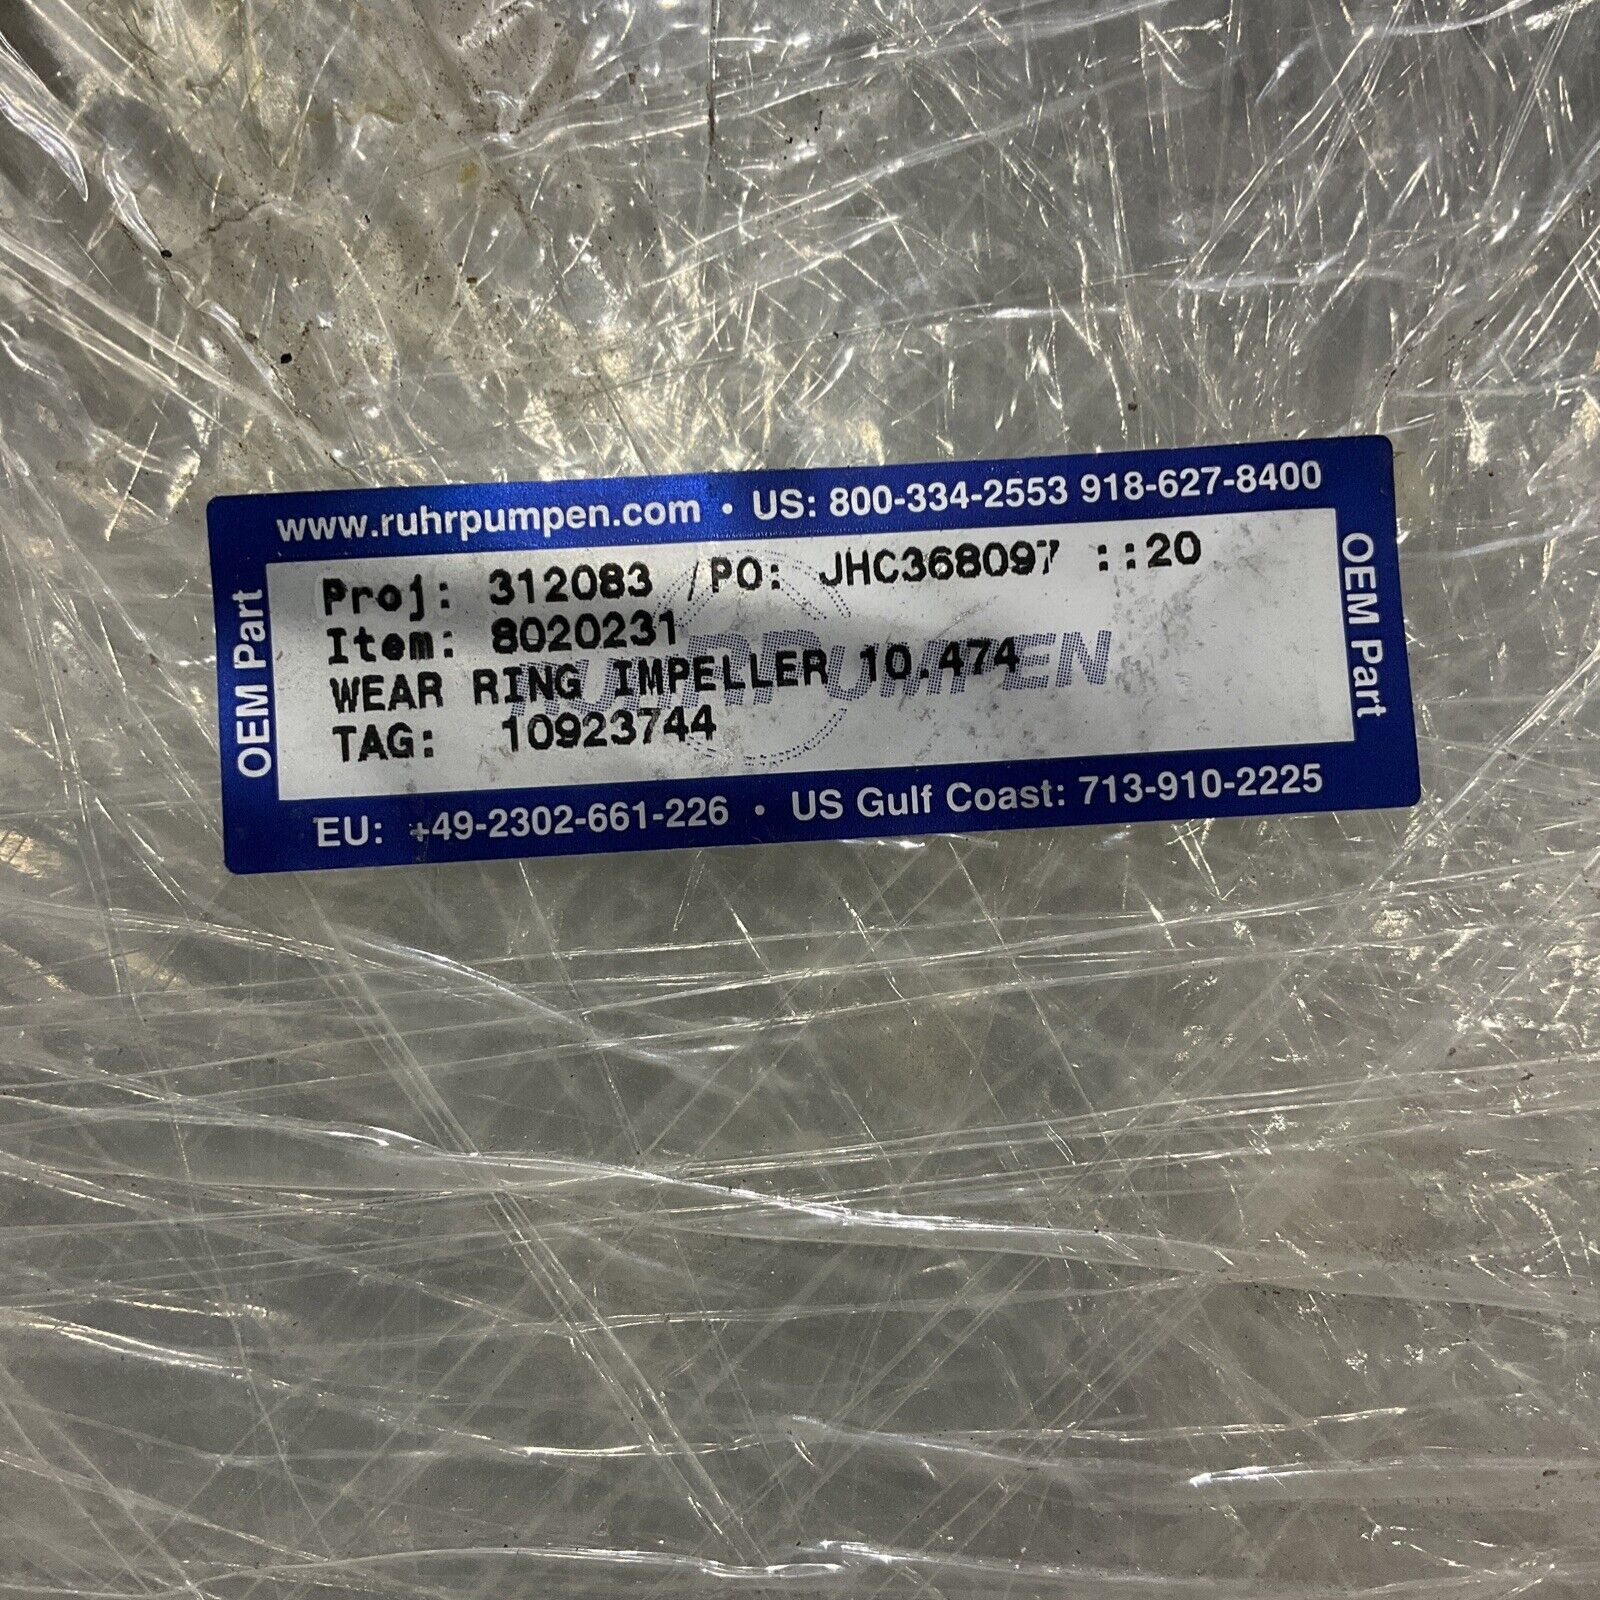 www.ruhrpumpen.com • US: 800-334-2553 918-627-8400
OEM Part
Proj: 312083 /PO: JHC368097 ::20
Item: 8020231
WEAR RING IMPELLER 10.474
TAG: 10923744
RUHRPUMPEN
OEM Part
EU: +49-2302-661-226 • US Gulf Coast: 713-910-2225